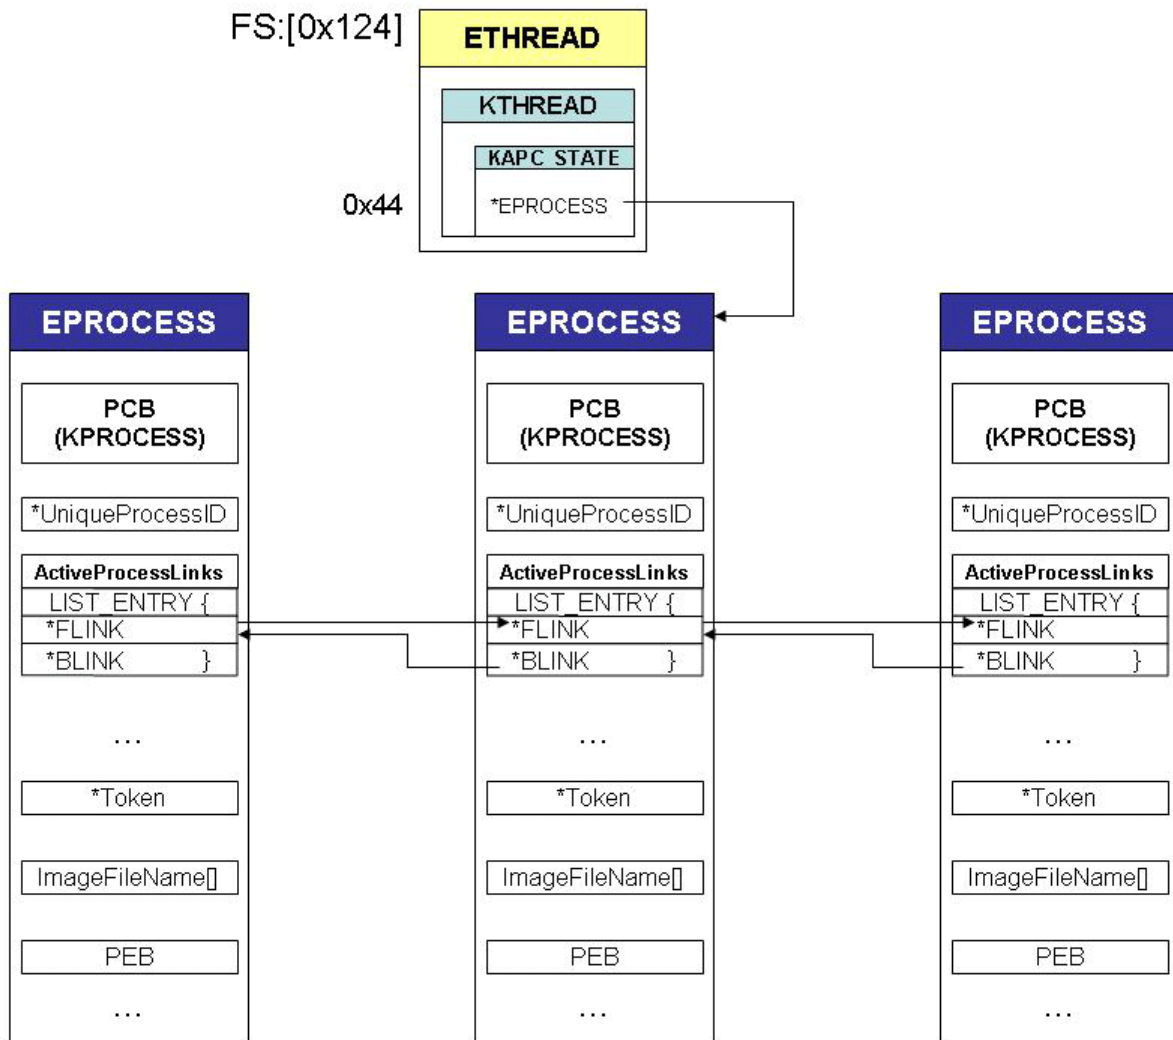 FS:[0x124]
ETHREAD
KTHREAD
KAPC STATE
0x44
*EPROCESS
EPROCESS
PCB
(KPROCESS)
*UniqueProcessID
ActiveProcessLinks
LIST_ENTRY {
*FLINK
*BLINK }
...
*Token
ImageFileName[]
PEB
...
EPROCESS
PCB
(KPROCESS)
*UniqueProcessID
ActiveProcessLinks
LIST_ENTRY {
*FLINK
*BLINK }
...
*Token
ImageFileName[]
PEB
...
EPROCESS
PCB
(KPROCESS)
*UniqueProcessID
ActiveProcessLinks
LIST_ENTRY {
*FLINK
*BLINK }
...
*Token
ImageFileName[]
PEB
...